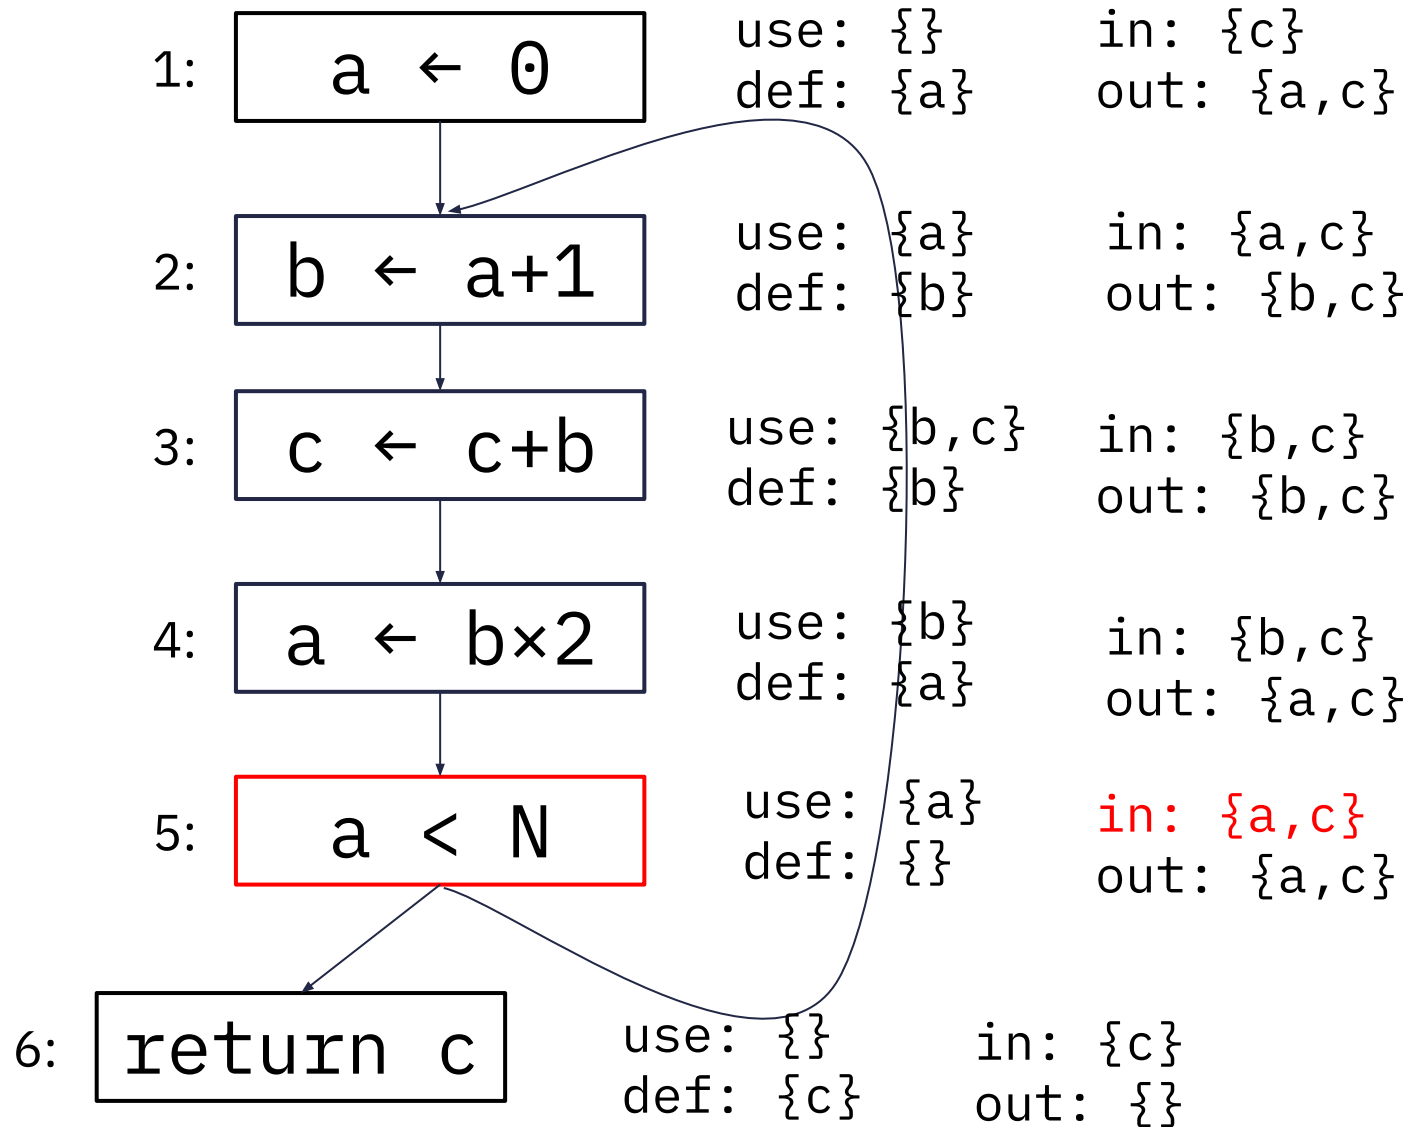 1:
a ← 0
use: {}
def: {a}
in: {c}
out: {a,c}
2:
b ← a+1
use: {a}
def: {b}
in: {a,c}
out: {b,c}
3:
c ← c+b
use: {b,c}
def: {b}
in: {b,c}
out: {b,c}
4:
a ← b×2
use: {b}
def: {a}
in: {b,c}
out: {a,c}
5:
a < N
use: {a}
def: {}
in: {a,c}
out: {a,c}
6:
return c
use: {}
def: {c}
in: {c}
out: {}